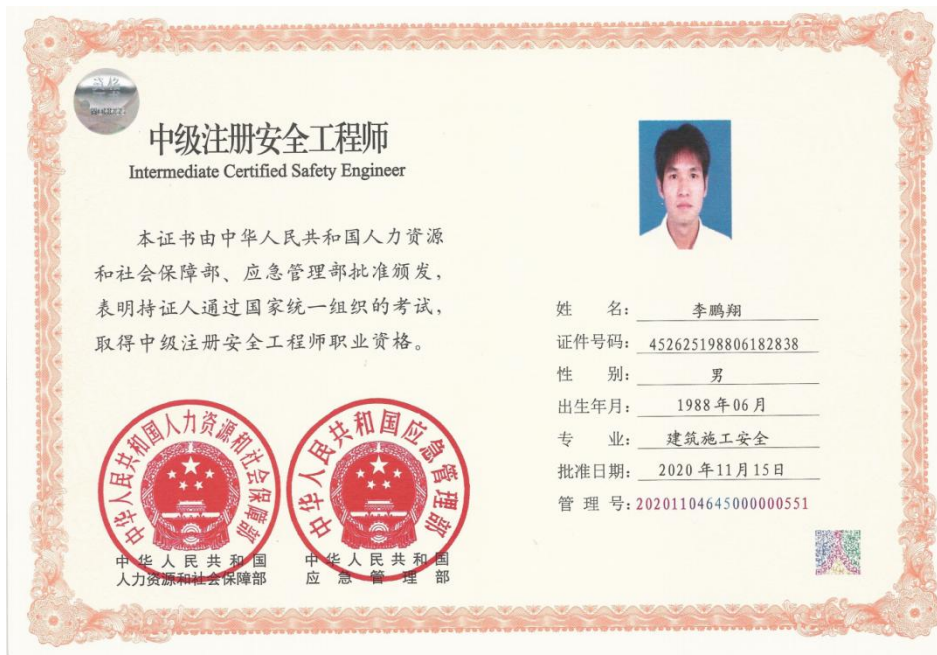 中级注册安全工程师
Intermediate Certified Safety Engineer
本证书由中华人民共和国人力资源
和社会保障部、应急管理部批准颁发，
表明持证人通过国家统一组织的考试，
取得中级注册安全工程师职业资格。
中华人民共和国人力资源和社会保障部
中华人民共和国应急管理部
中华人民共和国
人力资源和社会保障部
中华人民共和国
应急管理部
姓 名: 李鹏翔
证件号码: 452625198806182838
性 别: 男
出生年月: 1988年06月
专 业: 建筑施工安全
批准日期: 2020年11月15日
管 理 号: 20201104645000000551